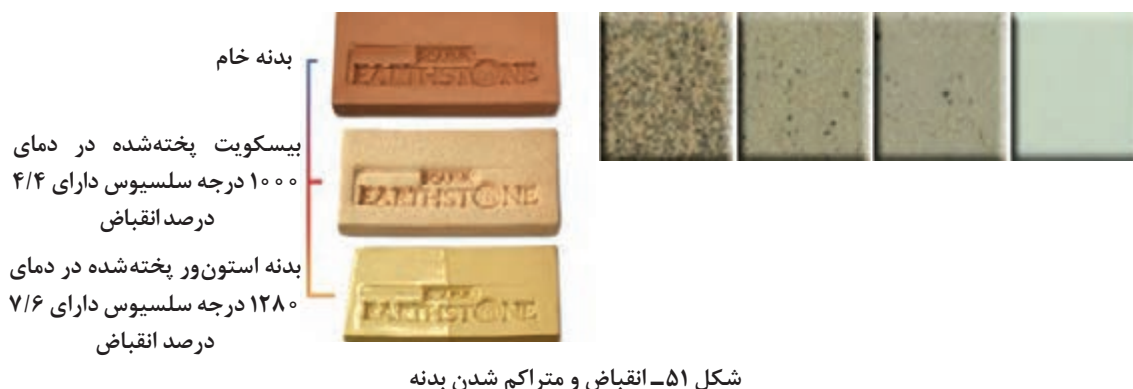 بدنه خام
بیسکویت پخته‌شده در دمای
۱۰۰۰ درجه سلسیوس دارای ۴/۴
درصد انقباض
بدنه استون‌ور پخته‌شده در دمای
۱۲۸۰ درجه سلسیوس دارای ۷/۶
درصد انقباض
EARTHSTONE
EARTHSTONE
EARTHSTONE
شکل ۵۱ــ انقباض و متراکم شدن بدنه